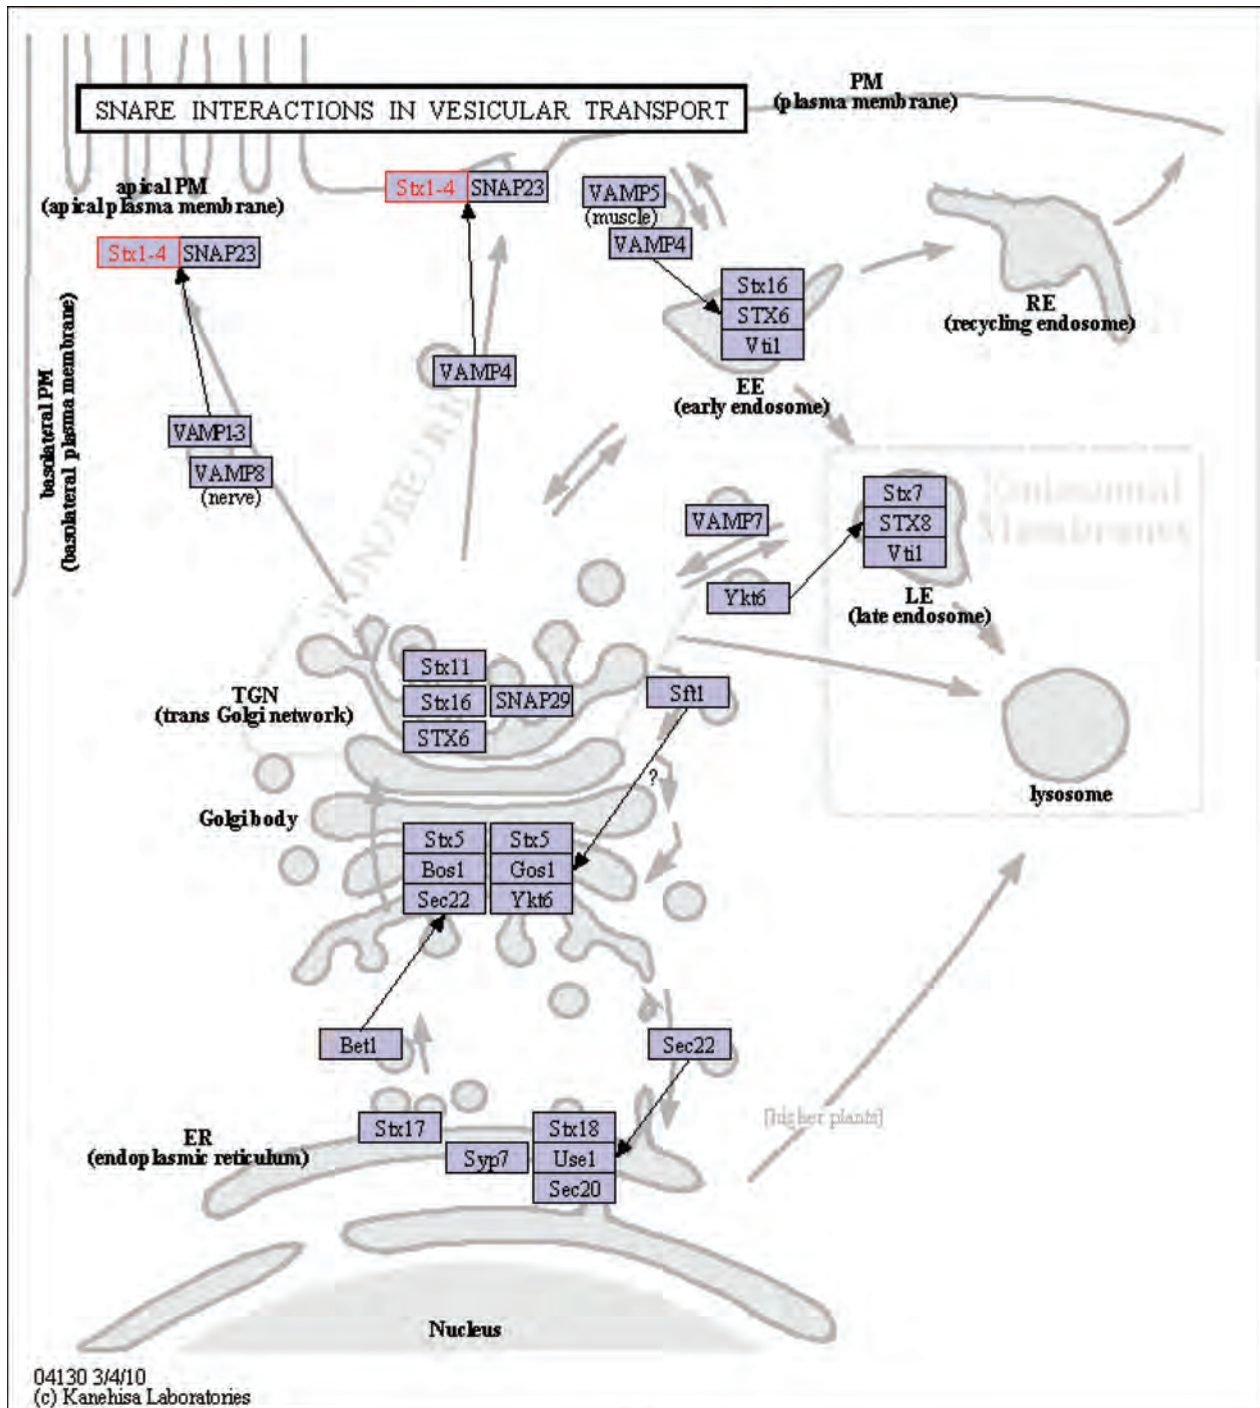 PM
(plasma membrane)
SNARE INTERACTIONS IN VESICULAR TRANSPORT
apical PM
(apical plasma membrane)
Stx1-4 SNAP23
Stx1-4 SNAP23
VAMP5
(muscle)
VAMP4
Stx16
STX6
Vti1
RE
(recycling endosome)
basolateral PM
(basolateral plasma membrane)
VAMP4
EE
(early endosome)
VAMP1-3
VAMP8
(nerve)
Stx7
STX8
Vti1
Endosomal
Membranes
VAMP7
Ykt6
LE
(late endosome)
TGN
(trans Golgi network)
Stx11
Stx16 SNAP29
STX6
Sft1
?
lysosome
Golgi body
Stx5 Stx5
Bos1 Gos1
Sec22 Ykt6
Bet1
Sec22
[higher plants]
ER
(endoplasmic reticulum)
Stx17
Syp7
Stx18
Use1
Sec20
Nucleus
04130 3/4/10
(c) Kanehisa Laboratories